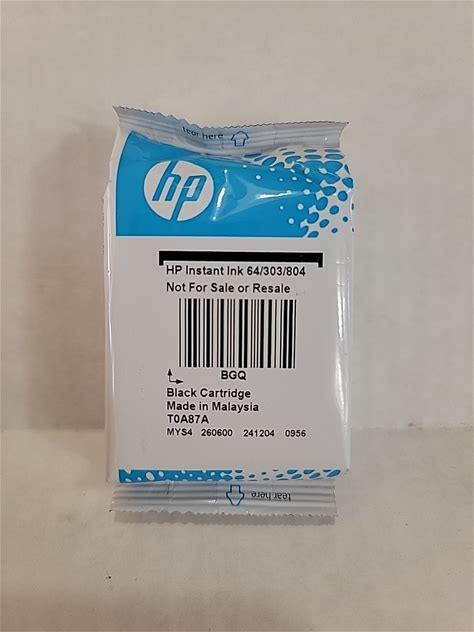 tear here
hp
HP Instant Ink 64/303/804
Not For Sale or Resale
BGQ
Black Cartridge
Made in Malaysia
T0A87A
MYS4 260600 241204 0956
tear here